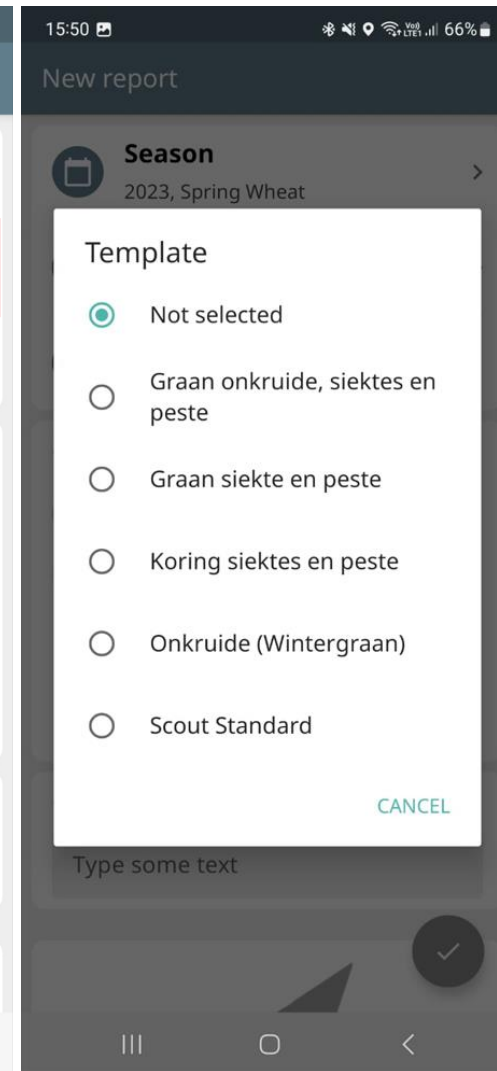 15:50 66%
New report
Season
2023, Spring Wheat
Template
Not selected
Graan onkruide, siektes en
peste
Graan siekte en peste
Koring siektes en peste
Onkruide (Wintergraan)
Scout Standard
CANCEL
Type some text